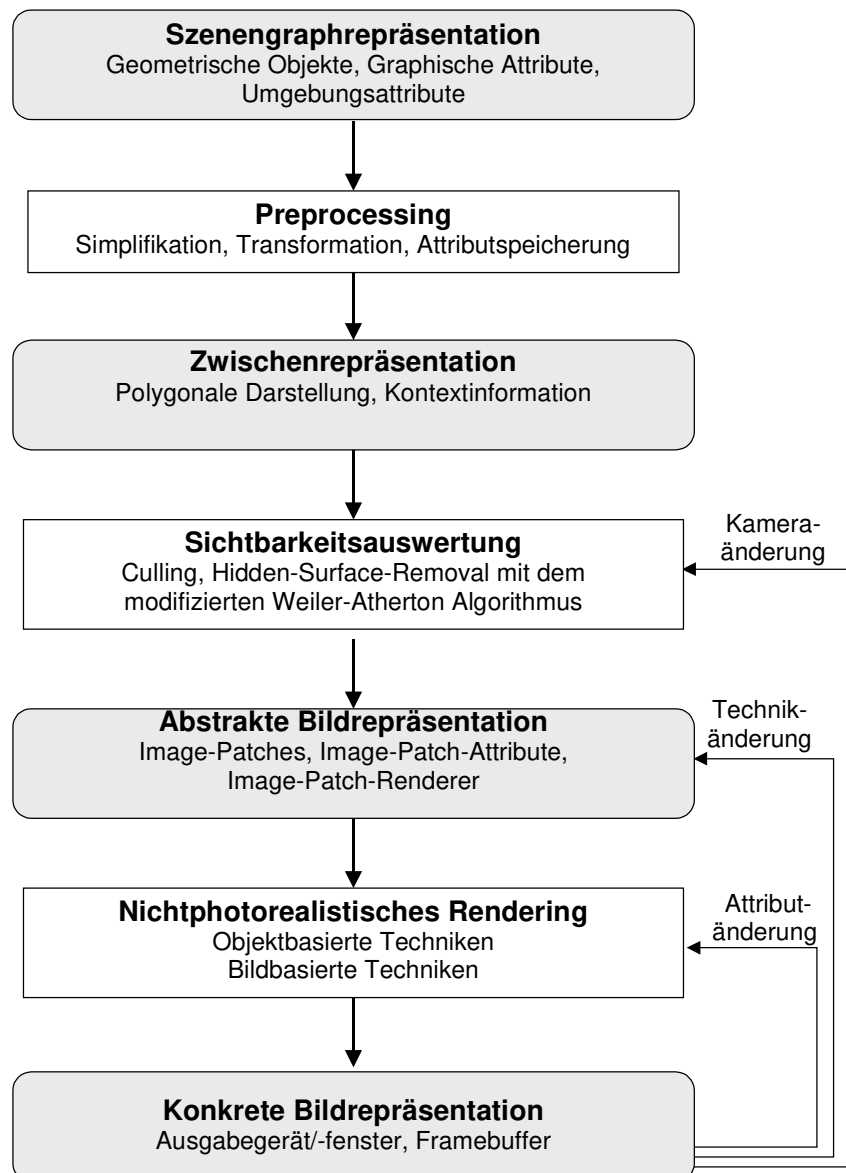 Szenengraphrepräsentation
Geometrische Objekte, Graphische Attribute,
Umgebungsattribute
Preprocessing
Simplifikation, Transformation, Attributspeicherung
Zwischenrepräsentation
Polygonale Darstellung, Kontextinformation
Sichtbarkeitsauswertung
Culling, Hidden-Surface-Removal mit dem
modifizierten Weiler-Atherton Algorithmus
Kamera-
änderung
Abstrakte Bildrepräsentation
Image-Patches, Image-Patch-Attribute,
Image-Patch-Renderer
Technik-
änderung
Nichtphotorealistisches Rendering
Objektbasierte Techniken
Bildbasierte Techniken
Attribut-
änderung
Konkrete Bildrepräsentation
Ausgabegerät/-fenster, Framebuffer